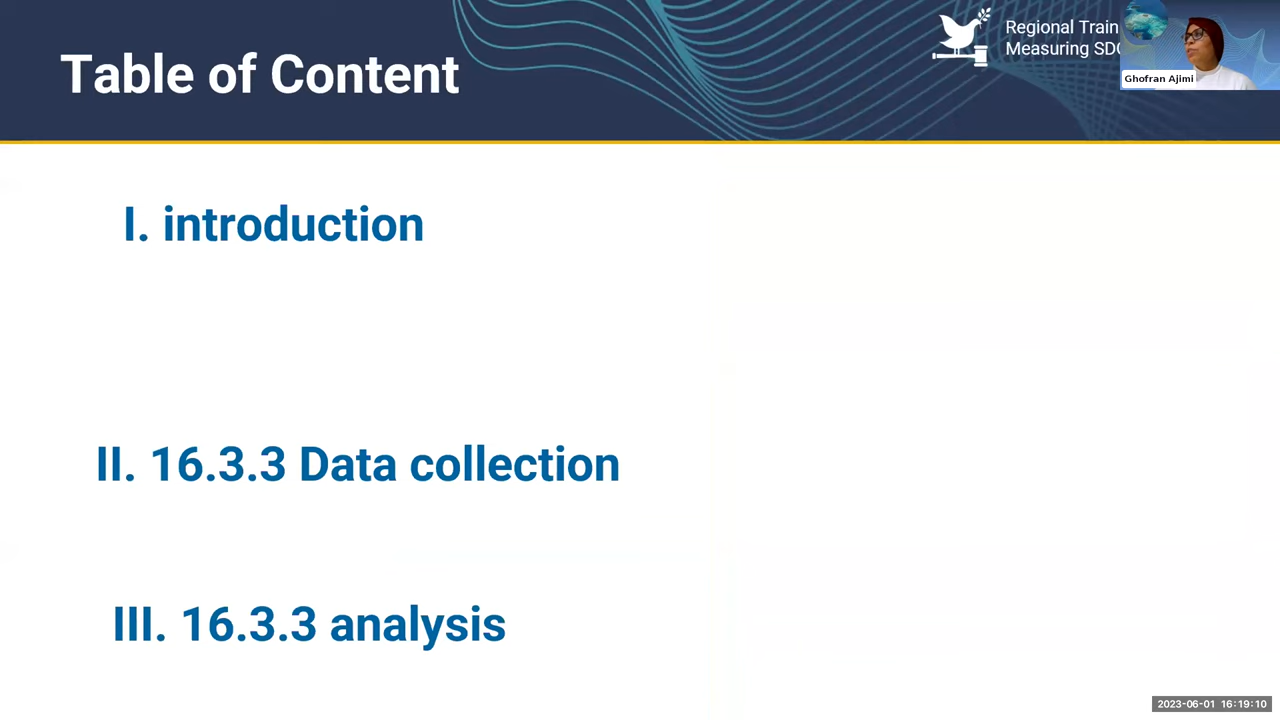 Table of Content
Regional Train
Measuring SD
Ghofran Ajimi
I. introduction
II. 16.3.3 Data collection
III. 16.3.3 analysis
2023-06-01 16:19:10